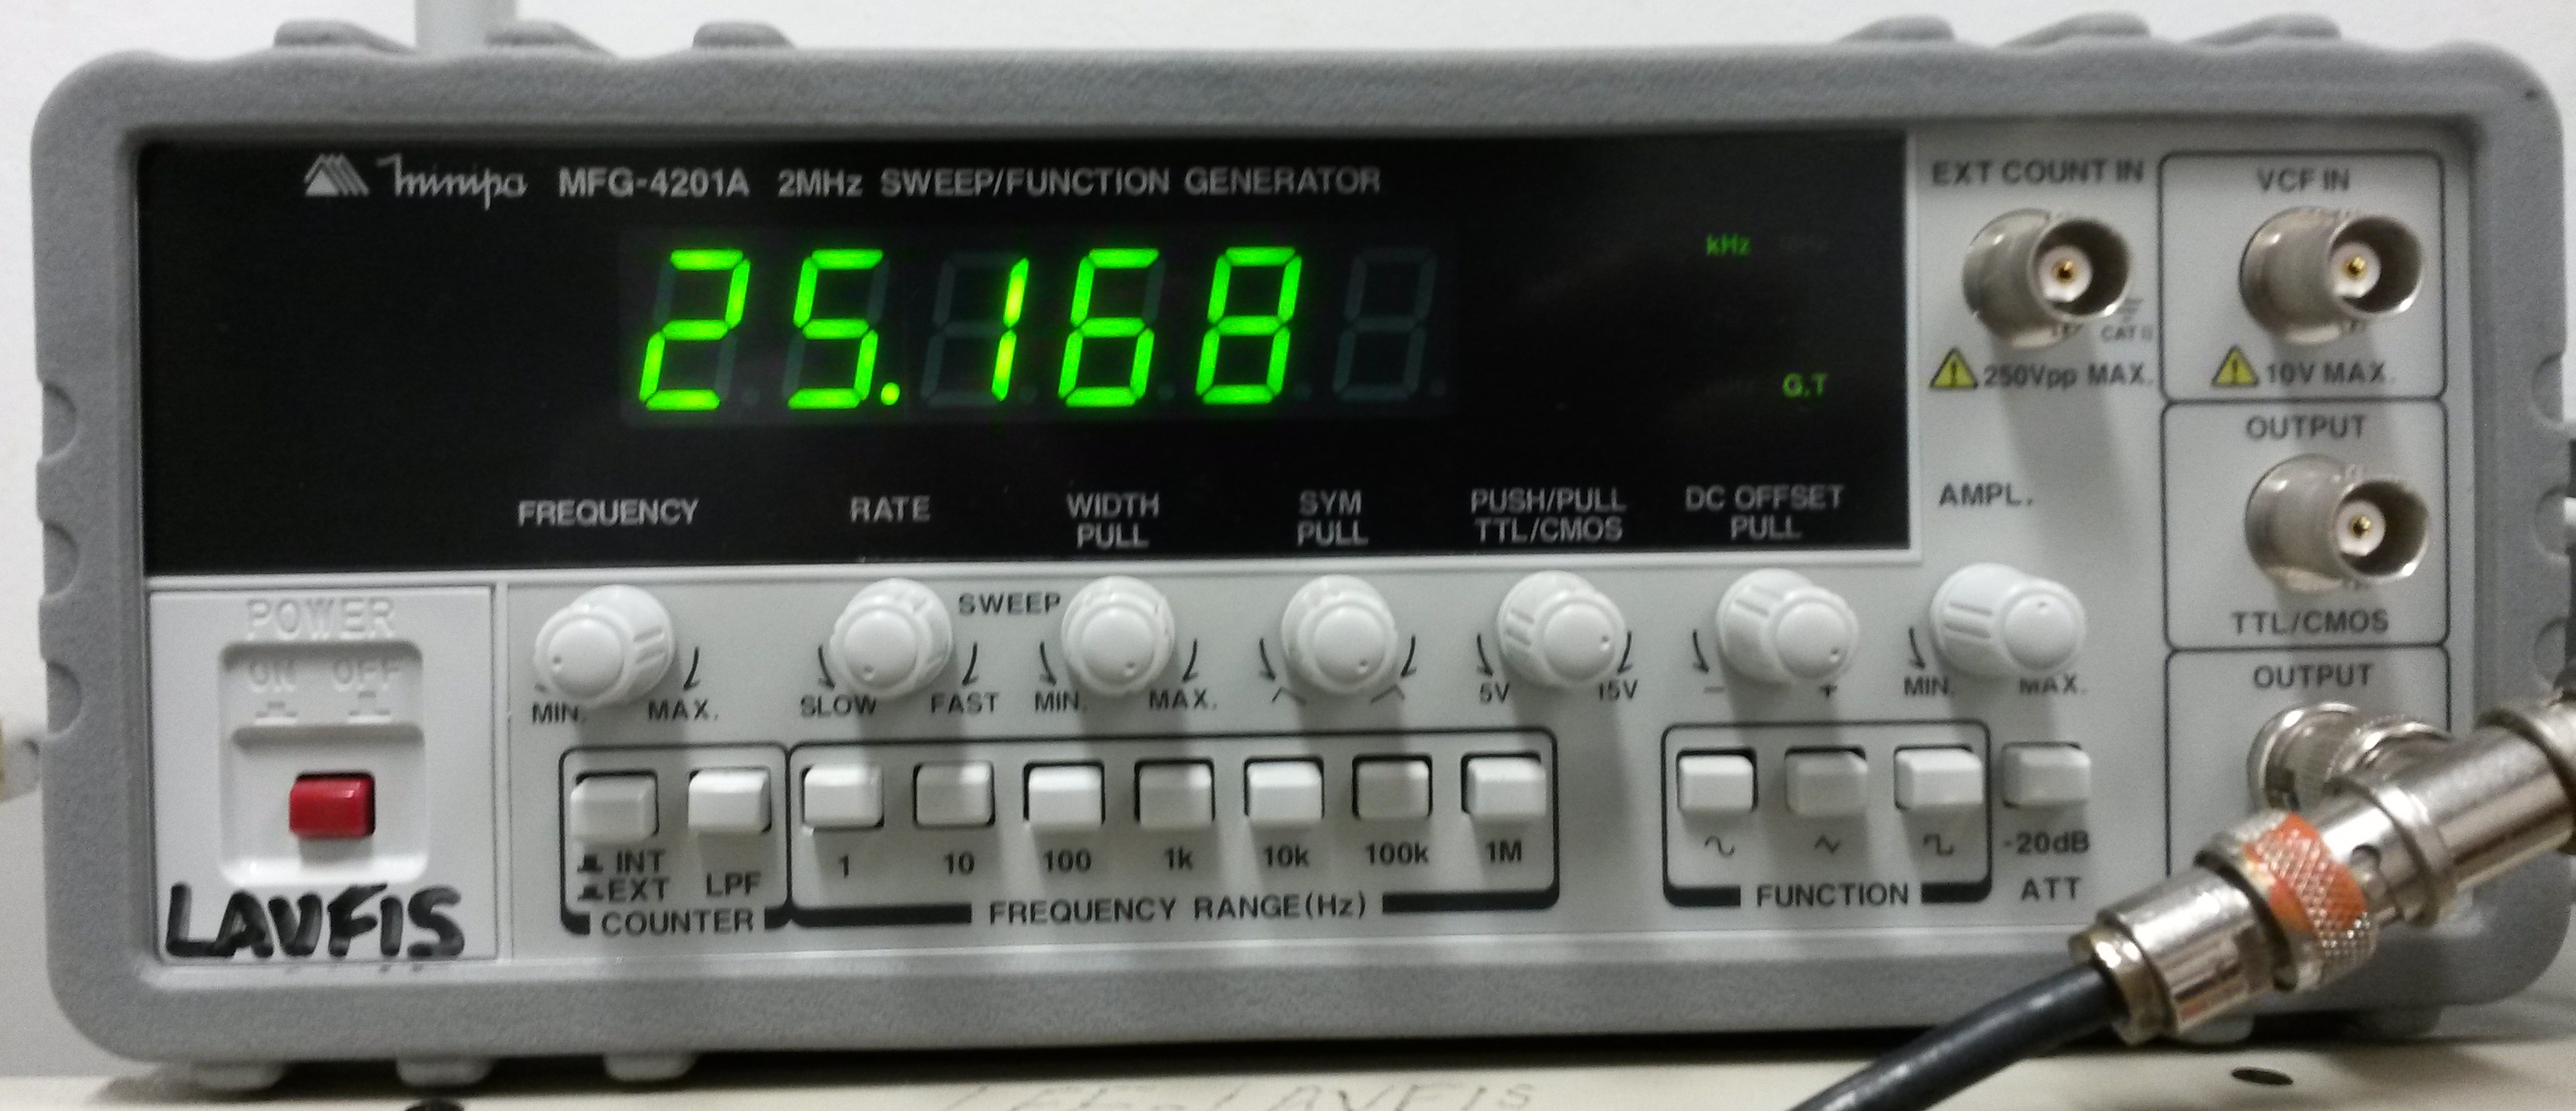 minipa MFG-4201A 2MHz SWEEP/FUNCTION GENERATOR
EXT COUNT IN
VCF IN
25.168
kHz
G.T
CAT II
250Vpp MAX.
10V MAX.
OUTPUT
FREQUENCY
RATE
WIDTH
PULL
SYM
PULL
PUSH/PULL
TTL/CMOS
DC OFFSET
PULL
AMPL.
TTL/CMOS
OUTPUT
POWER
ON OFF
SWEEP
MIN. MAX.
SLOW FAST
MIN. MAX.
5V 15V
- +
MIN. MAX.
INT
EXT
LPF
COUNTER
1 10 100 1k 10k 100k 1M
FREQUENCY RANGE(Hz)
FUNCTION
-20dB
ATT
LAVFIS
LAVFIS